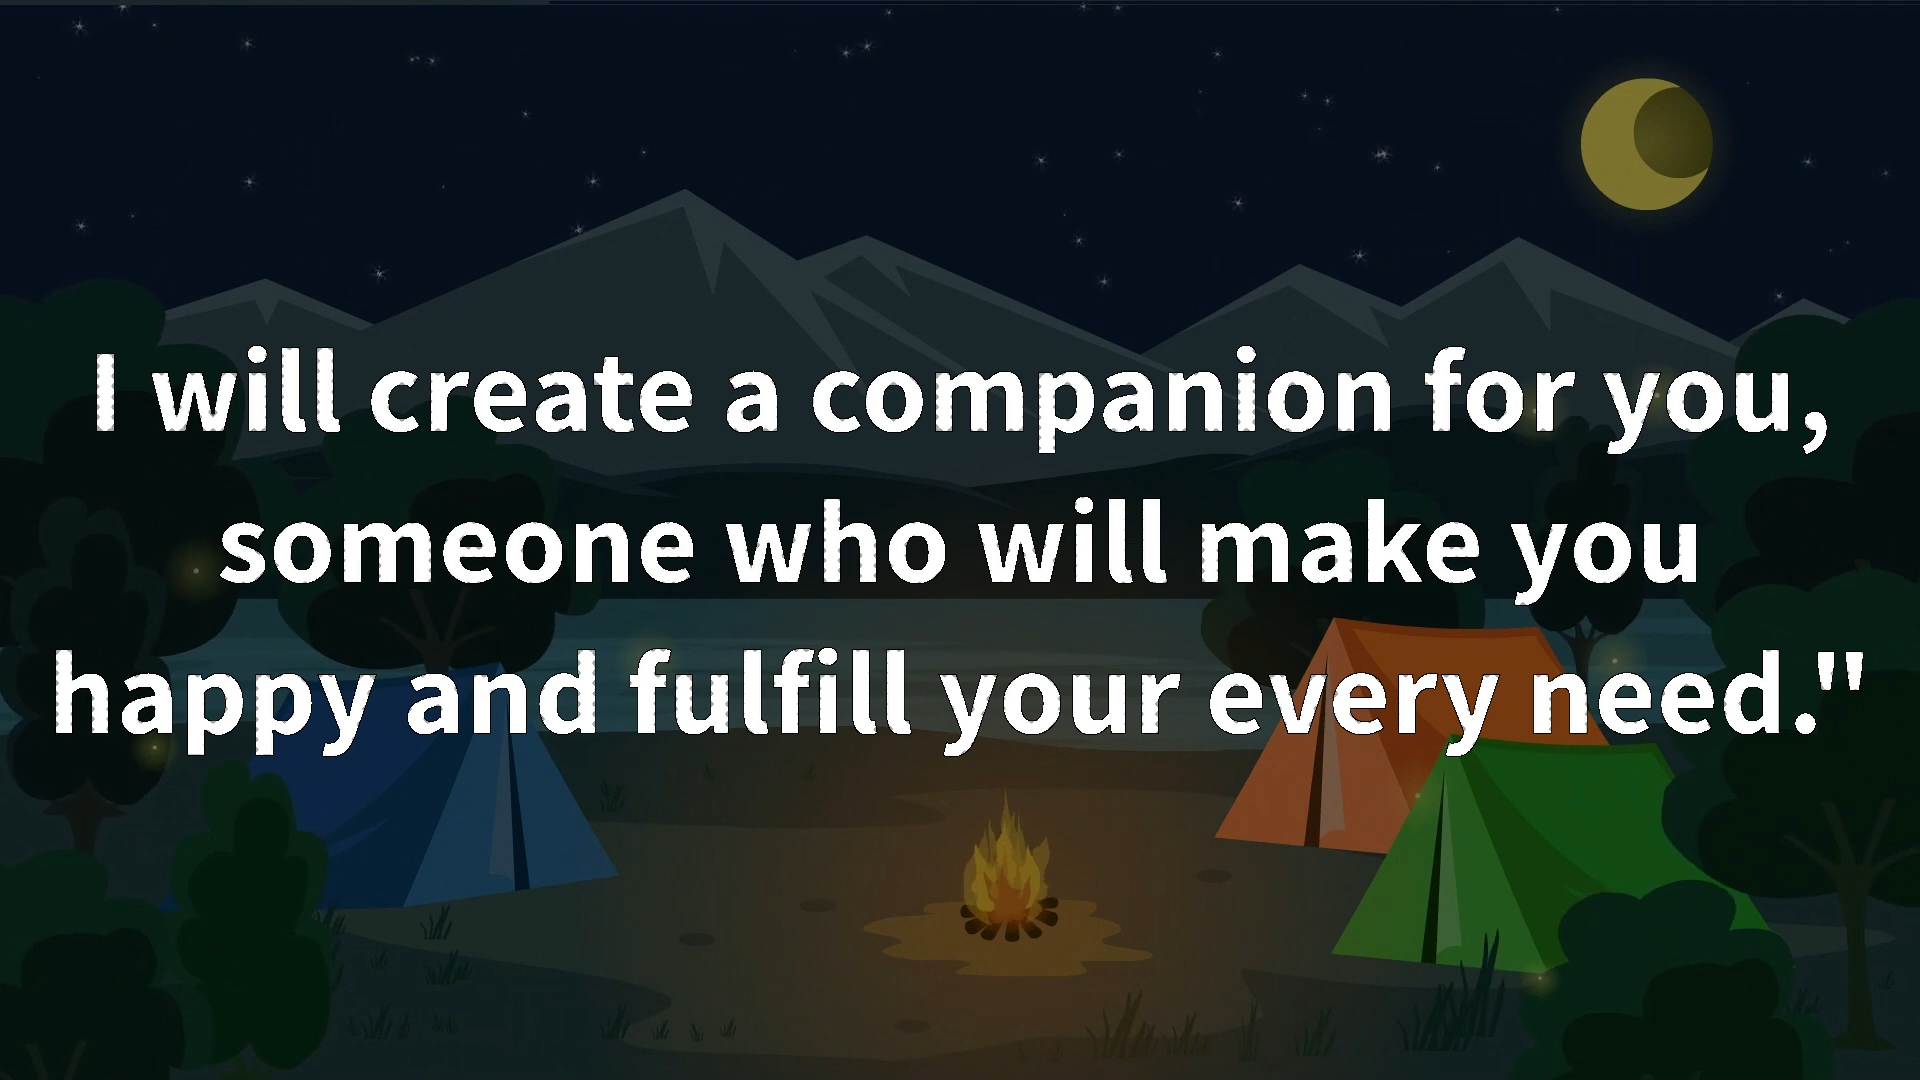 I will create a companion for you,
someone who will make you
happy and fulfill your every need."